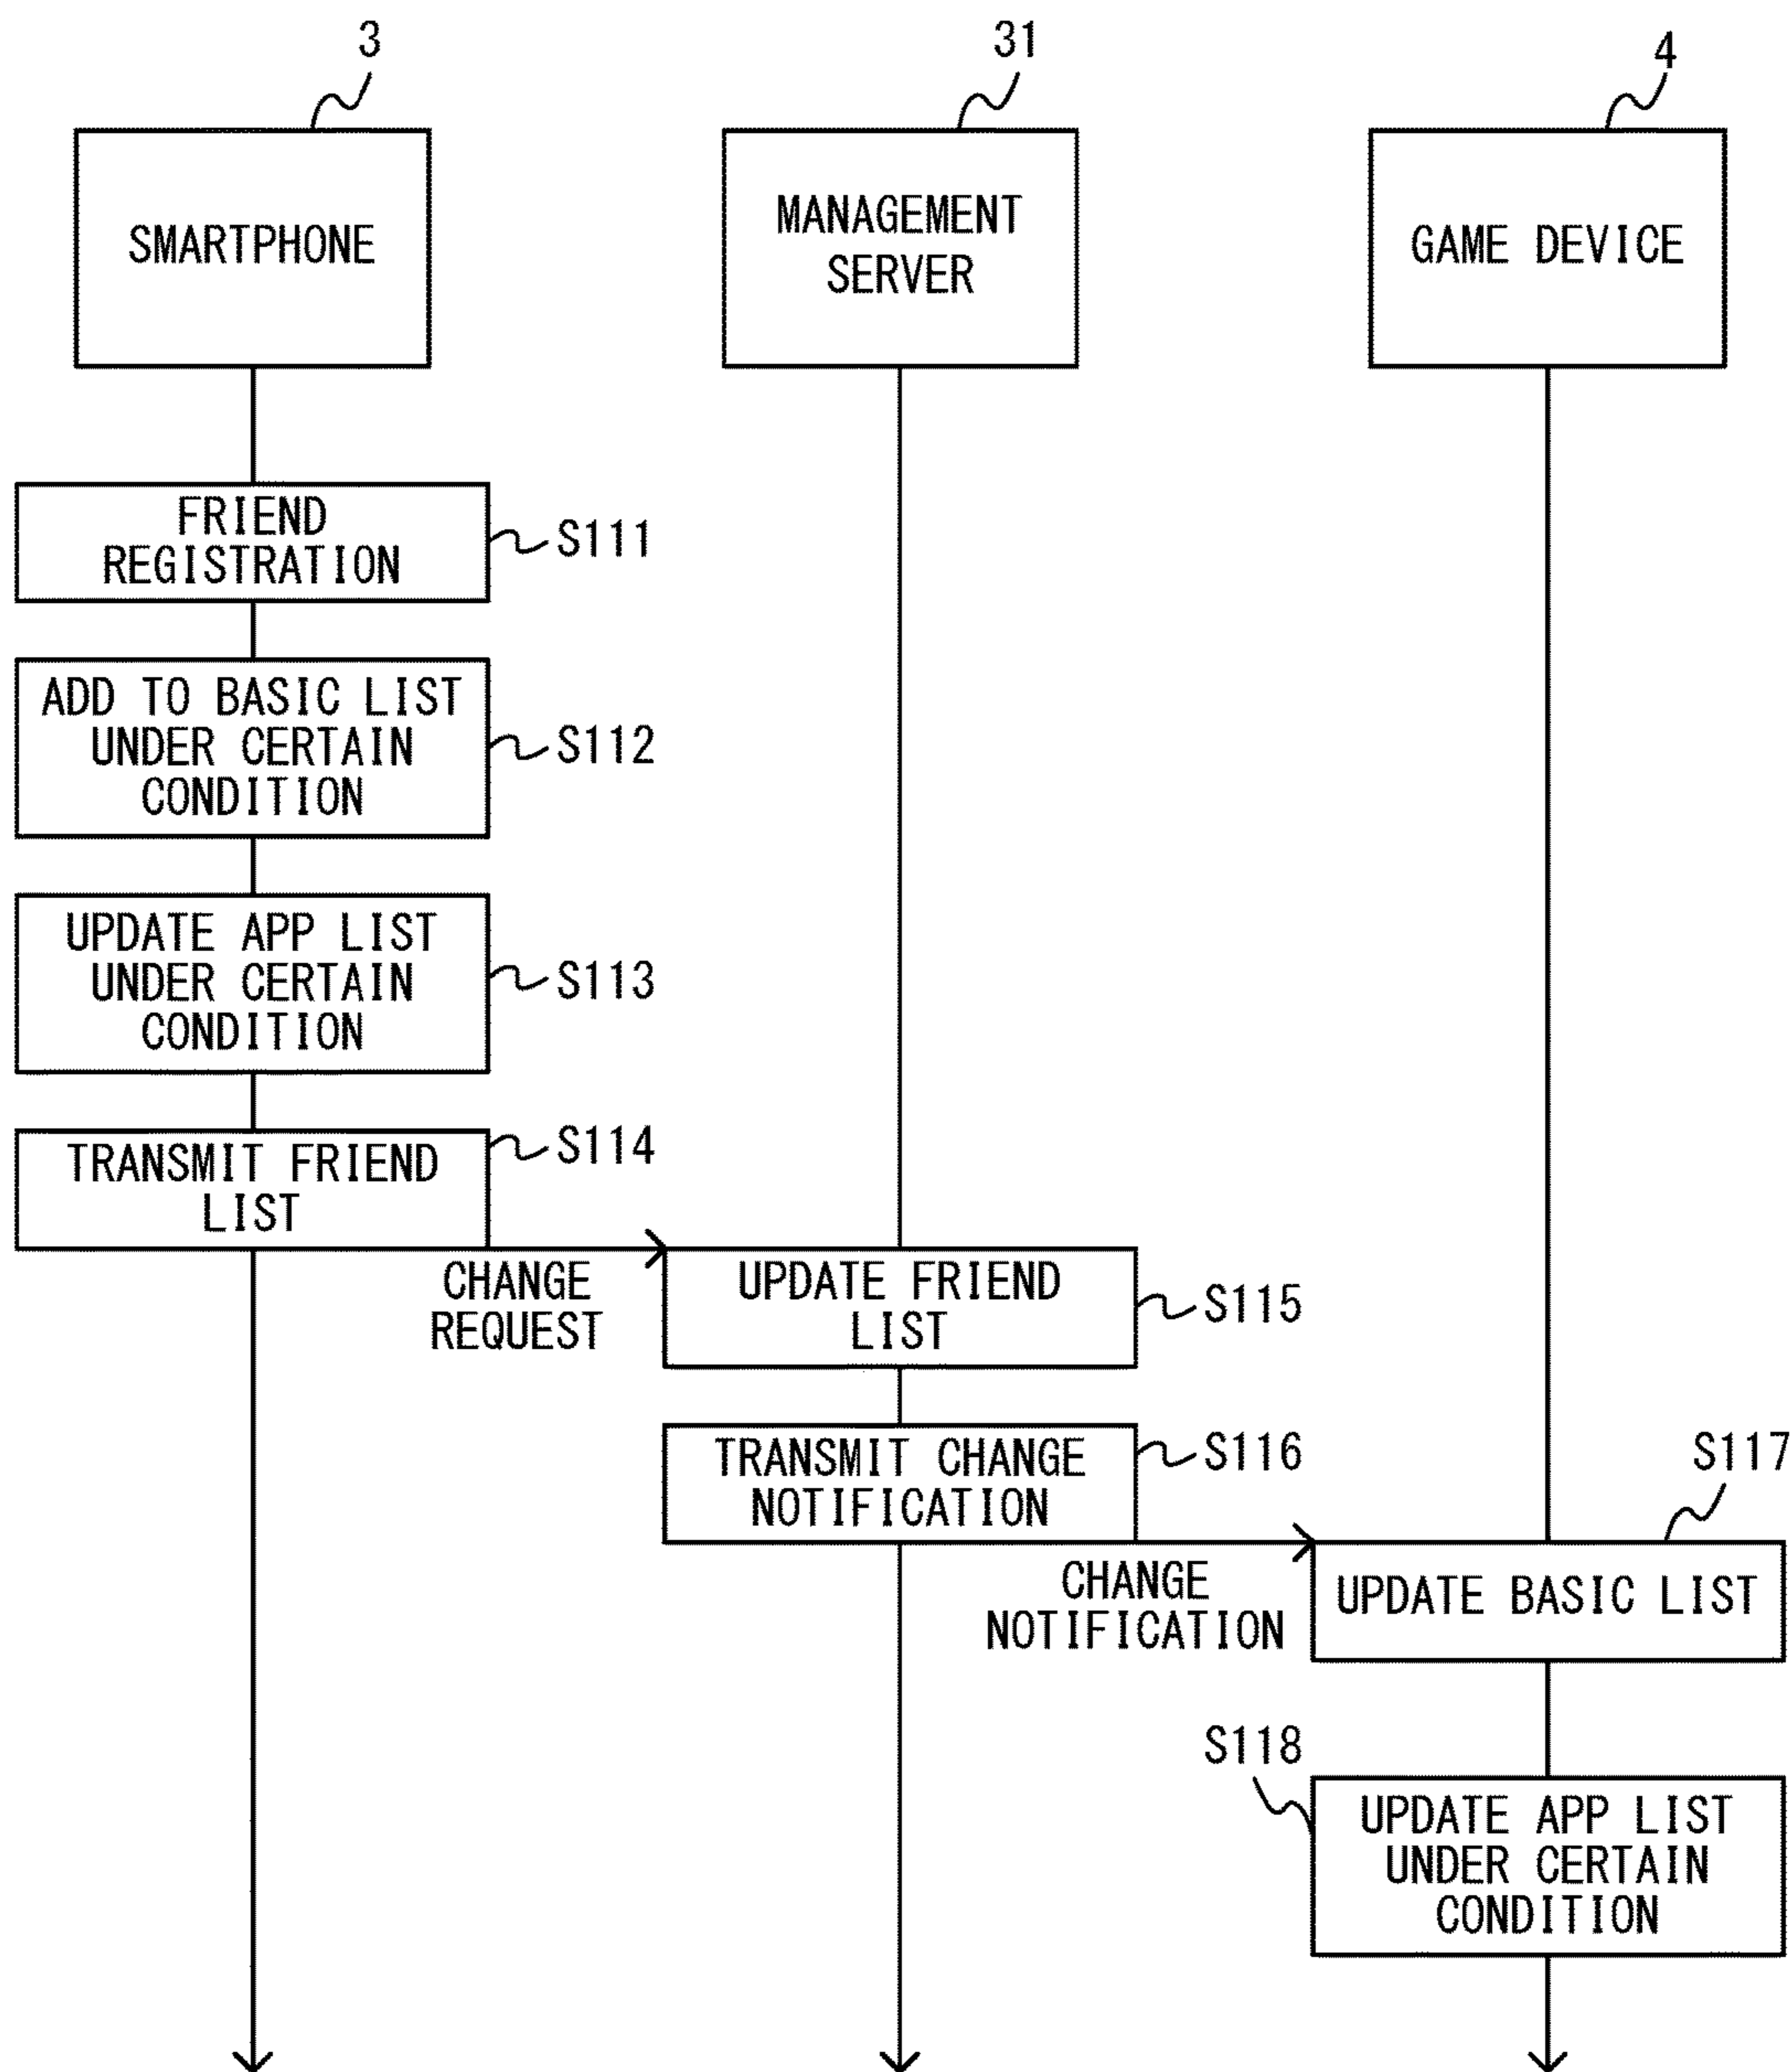 3
31
4
SMARTPHONE
MANAGEMENT
SERVER
GAME DEVICE
FRIEND
REGISTRATION
S111
ADD TO BASIC LIST
UNDER CERTAIN
CONDITION
S112
UPDATE APP LIST
UNDER CERTAIN
CONDITION
S113
TRANSMIT FRIEND
LIST
S114
CHANGE
REQUEST
UPDATE FRIEND
LIST
S115
TRANSMIT CHANGE
NOTIFICATION
S116
CHANGE
NOTIFICATION
S117
UPDATE BASIC LIST
S118
UPDATE APP LIST
UNDER CERTAIN
CONDITION